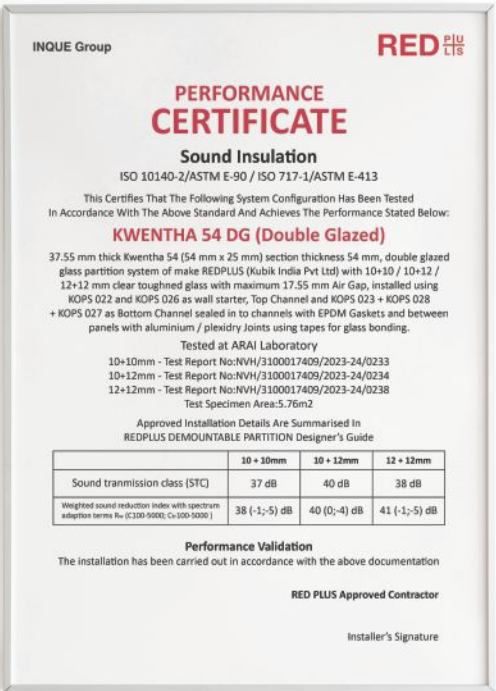 INQUE Group
RED PLUS
PERFORMANCE
CERTIFICATE
Sound Insulation
ISO 10140-2/ASTM E-90 / ISO 717-1/ASTM E-413
This Certifies That The Following System Configuration Has Been Tested
In Accordance With The Above Standard And Achieves The Performance Stated Below:
KWENTHA 54 DG (Double Glazed)
37.55 mm thick Kwentha 54 (54 mm x 25 mm) section thickness 54 mm, double glazed
glass partition system of make REDPLUS (Kubik India Pvt Ltd) with 10+10 / 10+12 /
12+12 mm clear toughned glass with maximum 17.55 mm Air Gap, installed using
KOPS 022 and KOPS 026 as wall starter, Top Channel and KOPS 023 + KOPS 028
+ KOPS 027 as Bottom Channel sealed in to channels with EPDM Gaskets and between
panels with aluminium / plexidry Joints using tapes for glass bonding.
Tested at ARAI Laboratory
10+10mm - Test Report No:NVH/3100017409/2023-24/0233
10+12mm - Test Report No:NVH/3100017409/2023-24/0234
12+12mm - Test Report No:NVH/3100017409/2023-24/0238
Test Specimen Area:5.76m2
Approved Installation Details Are Summarised In
REDPLUS DEMOUNTABLE PARTITION Designer's Guide
10 + 10mm 10 + 12mm 12 + 12mm
Sound tranmission class (STC) 37 dB 40 dB 38 dB
Weighted sound reduction index with spectrum
adaption terms Rw (C100-5000; Ctr100-5000 ) 38 (-1;-5) dB 40 (0;-4) dB 41 (-1;-5) dB
Performance Validation
The installation has been carried out in accordance with the above documentation
RED PLUS Approved Contractor
Installer's Signature